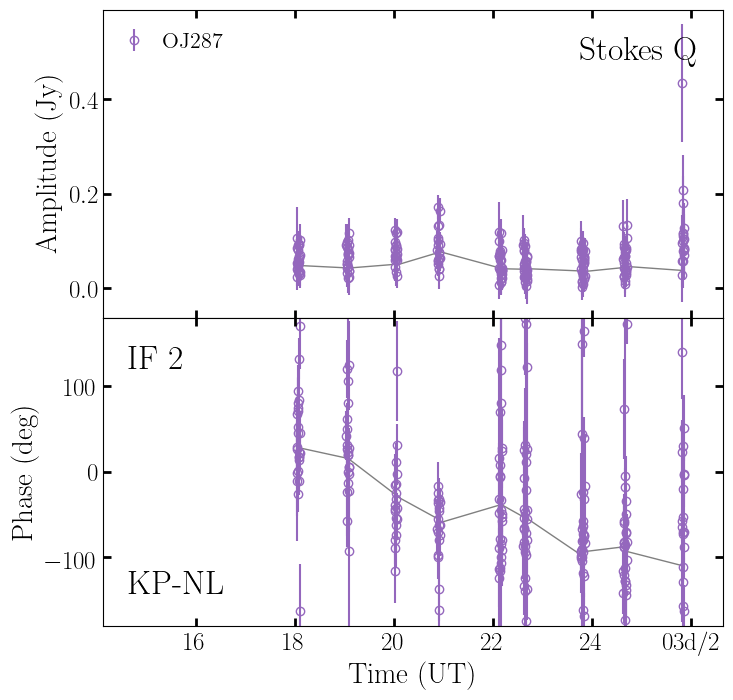 OJ287
Stokes Q
Amplitude (Jy)
0.4
0.2
0.0
IF 2
Phase (deg)
100
0
−100
KP-NL
16 18 20 22 24 03d/2
Time (UT)